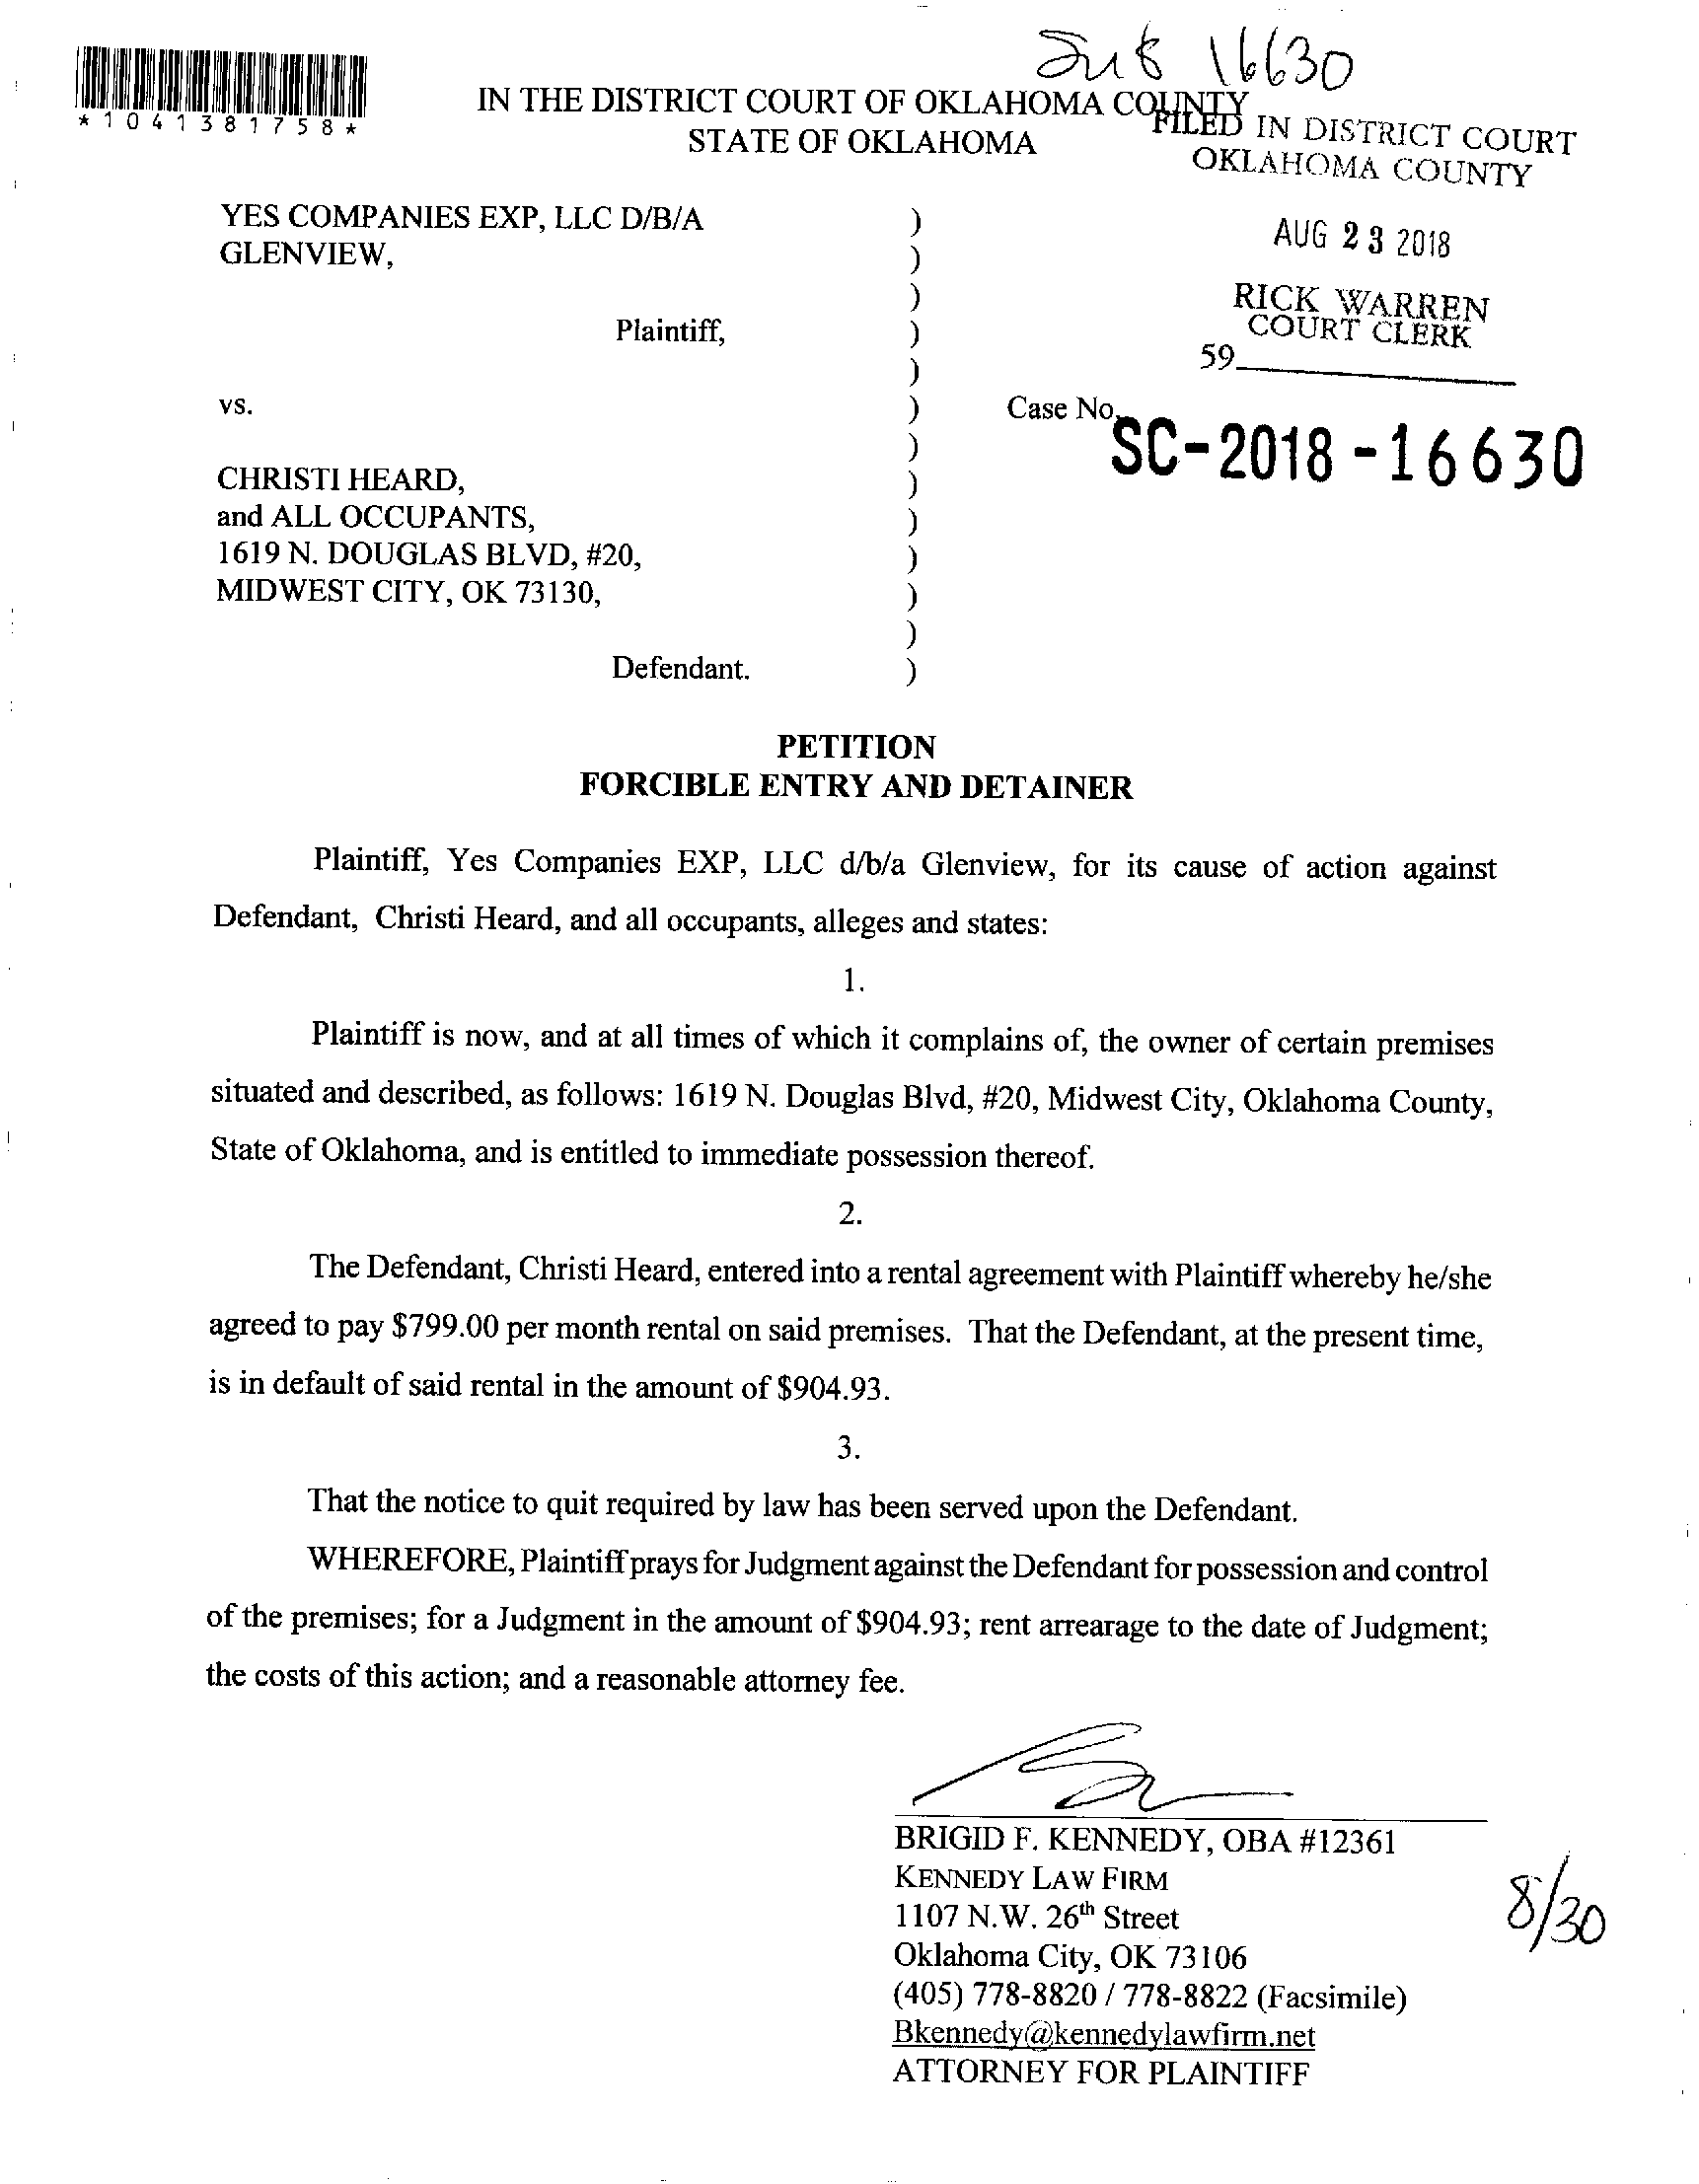 16630
*1041381758*
IN THE DISTRICT COURT OF OKLAHOMA COUNTY
STATE OF OKLAHOMA
FILED IN DISTRICT COURT
OKLAHOMA COUNTY
AUG 23 2018
RICK WARREN
COURT CLERK
59
YES COMPANIES EXP, LLC D/B/A )
GLENVIEW, )
)
Plaintiff, )
)
vs. ) Case No.
SC-2018-16630
)
CHRISTI HEARD, )
and ALL OCCUPANTS, )
1619 N. DOUGLAS BLVD, #20, )
MIDWEST CITY, OK 73130, )
)
Defendant. )
PETITION
FORCIBLE ENTRY AND DETAINER
Plaintiff, Yes Companies EXP, LLC d/b/a Glenview, for its cause of action against
Defendant, Christi Heard, and all occupants, alleges and states:
1.
Plaintiff is now, and at all times of which it complains of, the owner of certain premises
situated and described, as follows: 1619 N. Douglas Blvd, #20, Midwest City, Oklahoma County,
State of Oklahoma, and is entitled to immediate possession thereof.
2.
The Defendant, Christi Heard, entered into a rental agreement with Plaintiff whereby he/she
agreed to pay $799.00 per month rental on said premises. That the Defendant, at the present time,
is in default of said rental in the amount of $904.93.
3.
That the notice to quit required by law has been served upon the Defendant.
WHEREFORE, Plaintiff prays for Judgment against the Defendant for possession and control
of the premises; for a Judgment in the amount of $904.93; rent arrearage to the date of Judgment;
the costs of this action; and a reasonable attorney fee.
BRIGID F. KENNEDY, OBA #12361
KENNEDY LAW FIRM
1107 N.W. 26th Street
Oklahoma City, OK 73106
(405) 778-8820 / 778-8822 (Facsimile)
Bkennedy@kennedylawfirm.net
ATTORNEY FOR PLAINTIFF
8/30